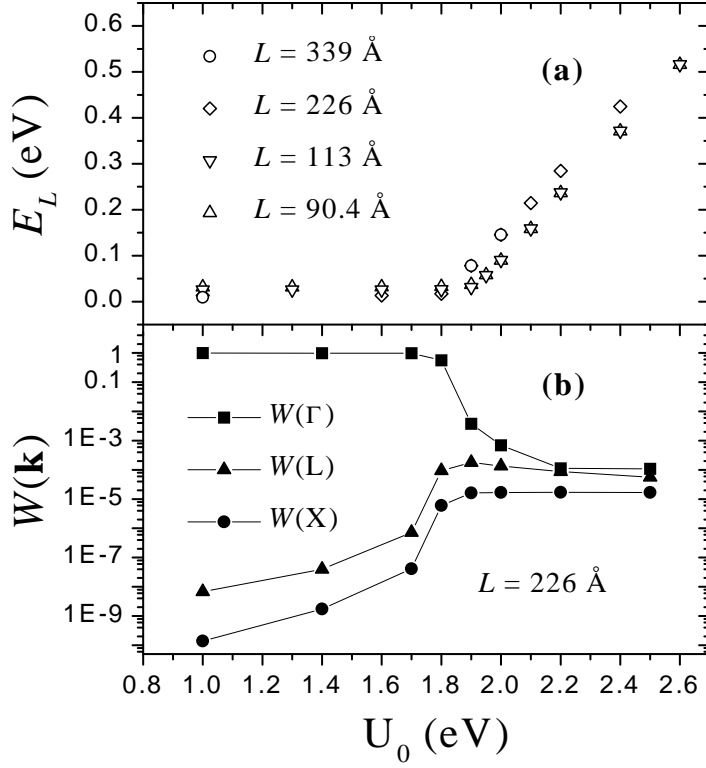 0.6
0.5
0.4
0.3
0.2
0.1
0.0
E_L (eV)
L = 339 Å
L = 226 Å
L = 113 Å
L = 90.4 Å
(a)
1
0.1
1E-3
1E-5
1E-7
1E-9
W(k)
(b)
W(Γ)
W(L)
W(X)
L = 226 Å
0.8 1.0 1.2 1.4 1.6 1.8 2.0 2.2 2.4 2.6
U_0 (eV)